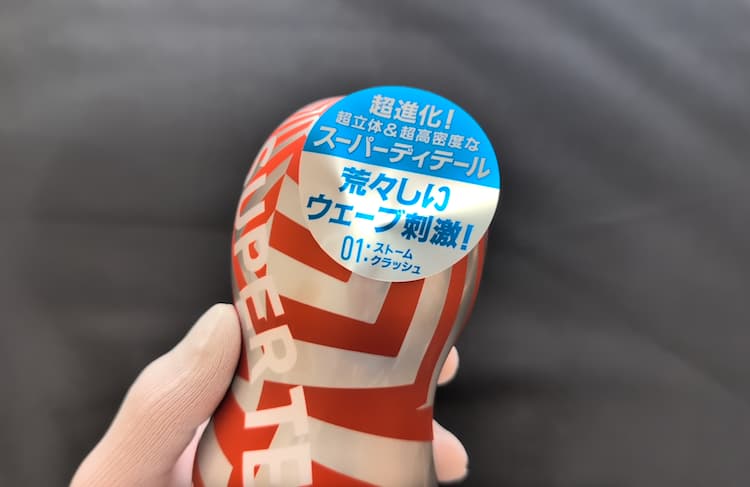 超進化!
超立体&超高密度な
スーパーディテール
荒々しい
ウエーブ刺激!
01:ストーム
クラッシュ
SUPER TE